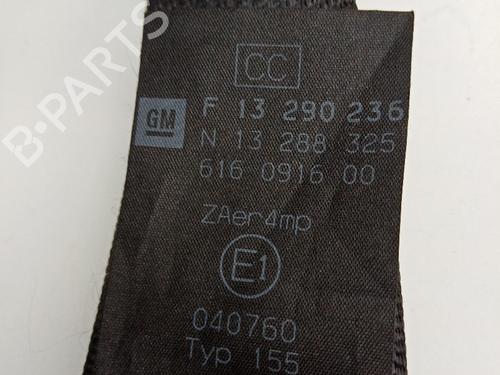 CC
GM F 13 290 236
N 13 288 325
616 0916 00
ZAer4mp
E1
040760
Typ 155
B-PARTS